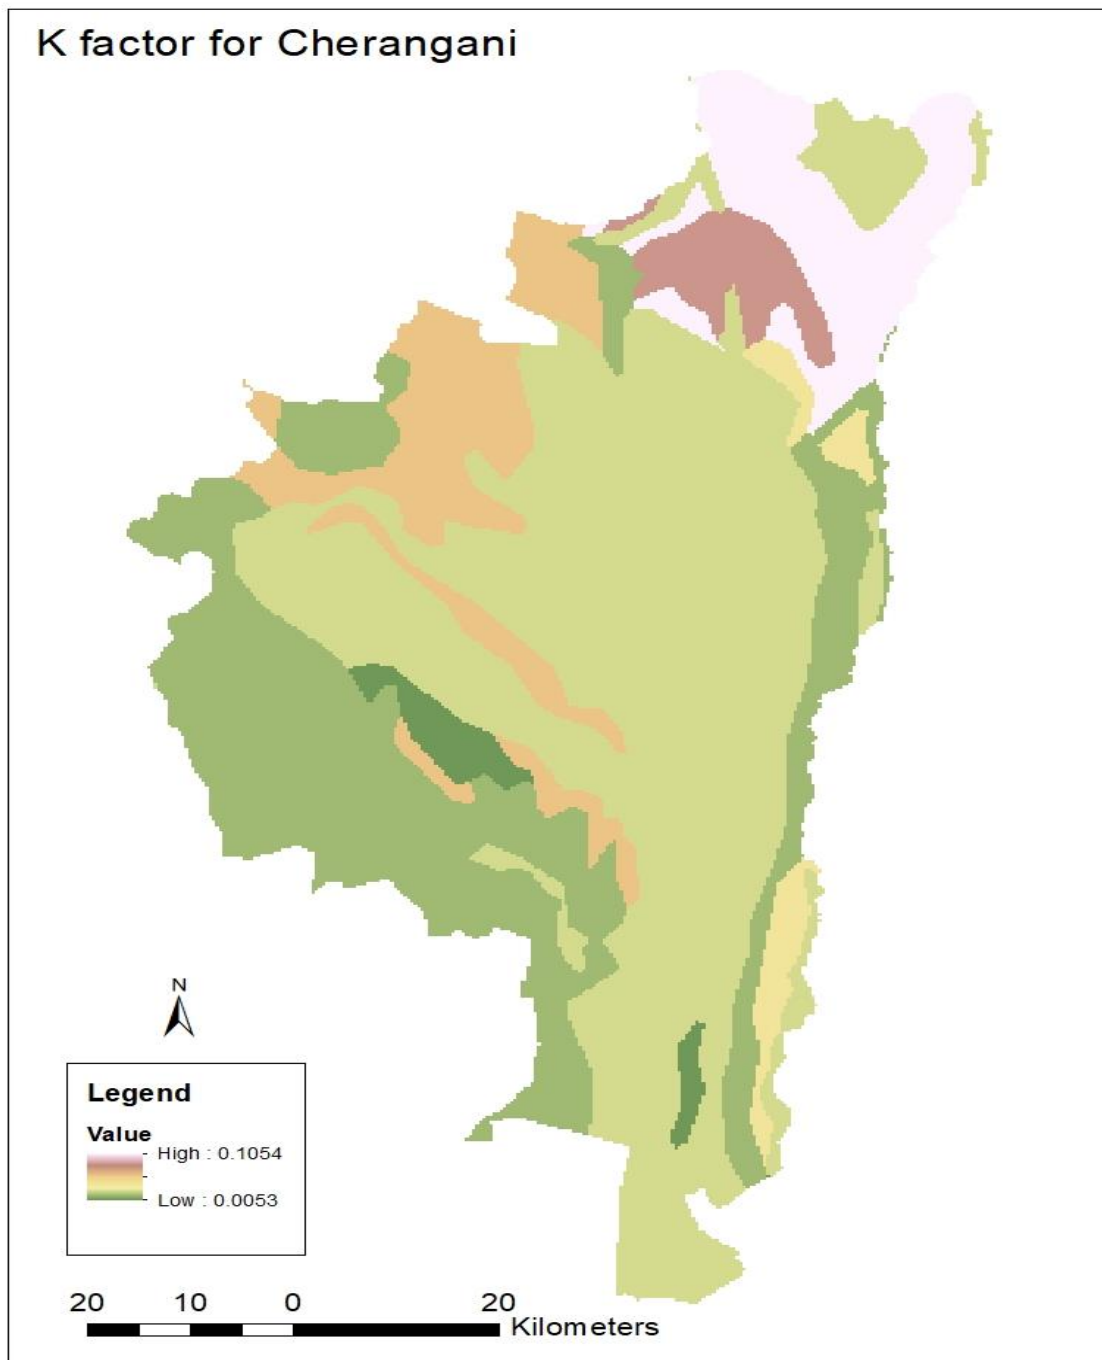 K factor for Cherangani
N
Legend
Value
High : 0.1054
Low : 0.0053
20 10 0 20
Kilometers